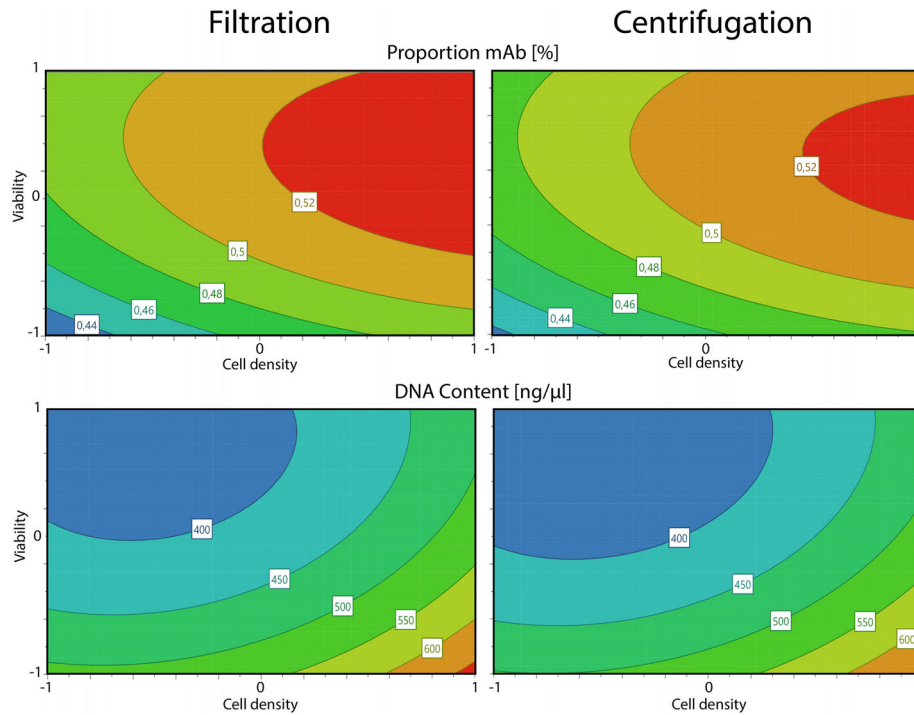 Filtration Centrifugation
Proportion mAb [%]
1
Viability
0
-1
0,44
0,46
0,48
0,5
0,52
-1 0 1
Cell density
0,44
0,46
0,48
0,5
0,52
-1 0
Cell density
DNA Content [ng/µl]
1
Viability
0
-1
400
450
500
550
600
-1 0 1
Cell density
400
450
500
550
600
-1 0
Cell density